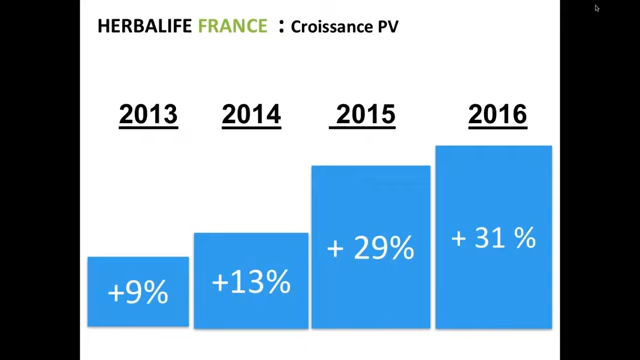 HERBALIFE FRANCE : Croissance PV
2013 2014 2015 2016
+9% +13% + 29% + 31 %